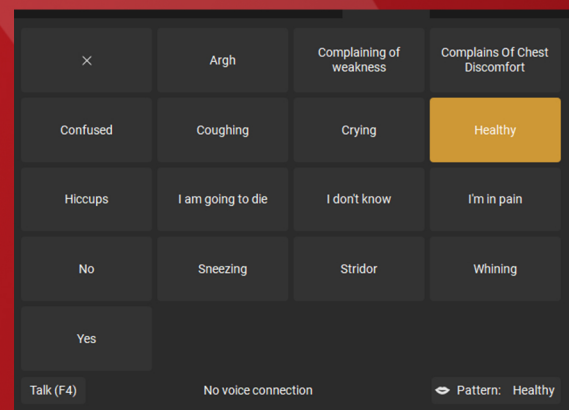 Argh
Complaining of
weakness
Complains Of Chest
Discomfort
Confused
Coughing
Crying
Healthy
Hiccups
I am going to die
I don't know
I'm in pain
No
Sneezing
Stridor
Whining
Yes
Talk (F4)
No voice connection
Pattern: Healthy